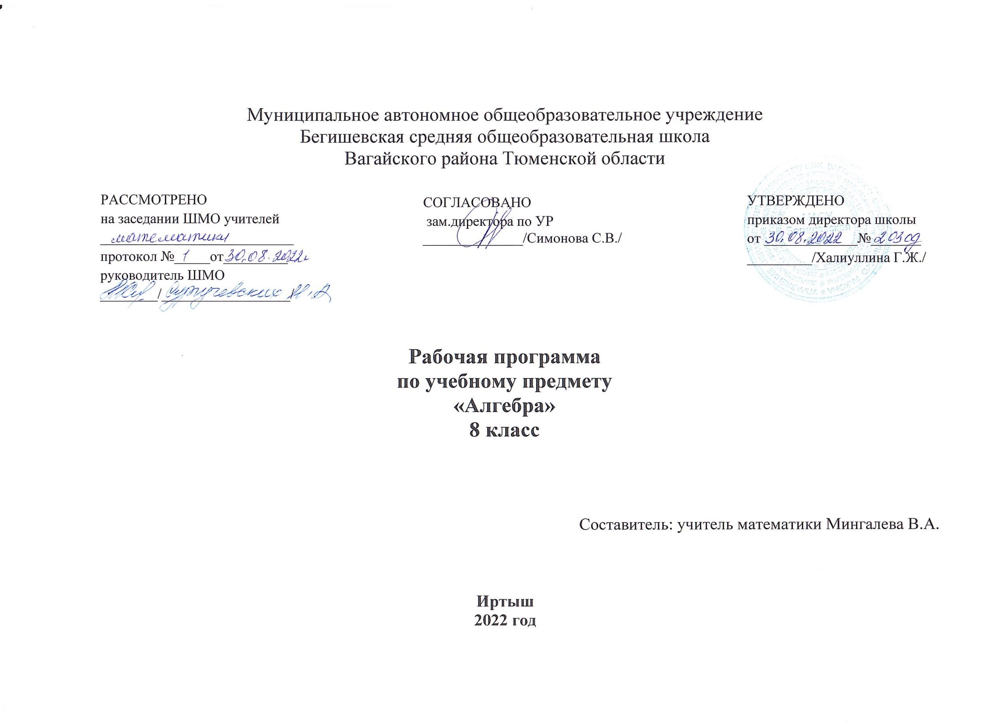 Муниципальное автономное общеобразовательное учреждение
Бегишевская средняя общеобразовательная школа
Вагайского района Тюменской области
РАССМОТРЕНО
на заседании ШМО учителей
математики
протокол № 1 от 30.08.2022г
руководитель ШМО
/ Сургучевских Н.А
СОГЛАСОВАНО
зам.директора по УР
/Симонова С.В./
УТВЕРЖДЕНО
приказом директора школы
от 30.08.2022 № 203од
/Халиуллина Г.Ж./
Рабочая программа
по учебному предмету
«Алгебра»
8 класс
Составитель: учитель математики Мингалева В.А.
Иртыш
2022 год